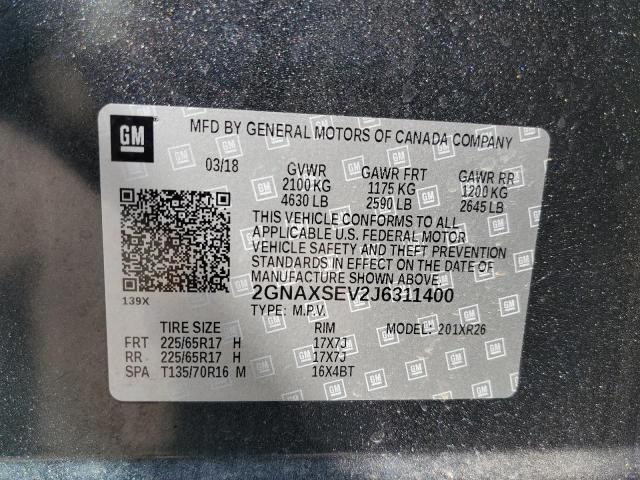 GM
MFD BY GENERAL MOTORS OF CANADA COMPANY
03/18 GVWR GAWR FRT GAWR RR
2100 KG 1175 KG 1200 KG
4630 LB 2590 LB 2645 LB
THIS VEHICLE CONFORMS TO ALL
APPLICABLE U.S. FEDERAL MOTOR
VEHICLE SAFETY AND THEFT PREVENTION
STANDARDS IN EFFECT ON THE DATE OF
MANUFACTURE SHOWN ABOVE.
139X 2GNAXSEV2J6311400
TYPE: M.P.V.
TIRE SIZE RIM MODEL: 201XR26
FRT 225/65R17 H 17X7J
RR 225/65R17 H 17X7J
SPA T135/70R16 M 16X4BT